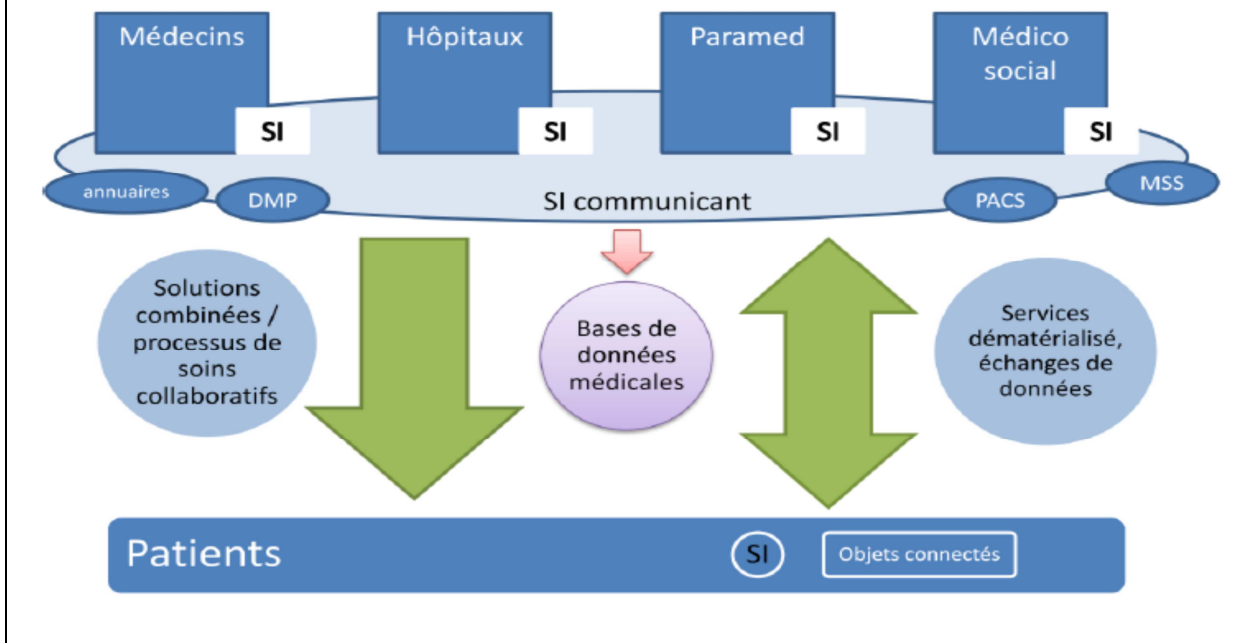 Médecins
Hôpitaux
Paramed
Médico
social
SI
SI
SI
SI
annuaires
DMP
SI communicant
PACS
MSS
Solutions
combinées /
processus de
soins
collaboratifs
Bases de
données
médicales
Services
dématérialisé,
échanges de
données
Patients
SI
Objets connectés